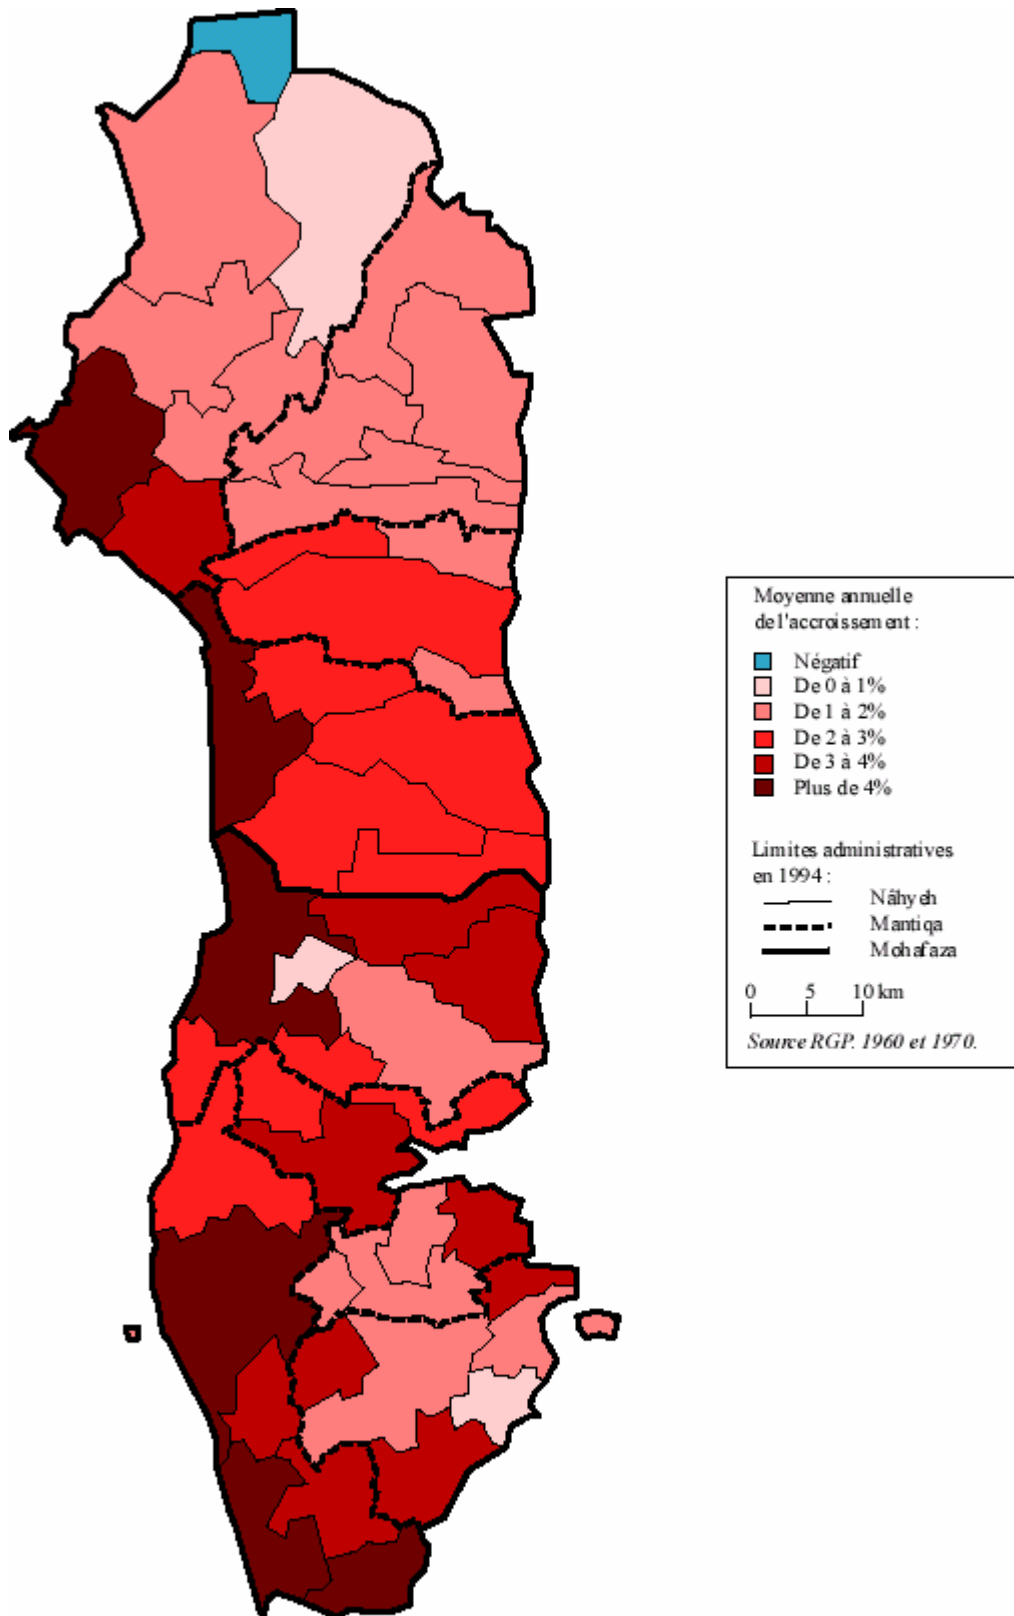 Moyenne annuelle
de l'accroissement :
Négatif
De 0 à 1%
De 1 à 2%
De 2 à 3%
De 3 à 4%
Plus de 4%
Limites administratives
en 1994 :
Nâhyeh
Mantiqa
Mohafaza
0 5 10 km
Source RGP. 1960 et 1970.